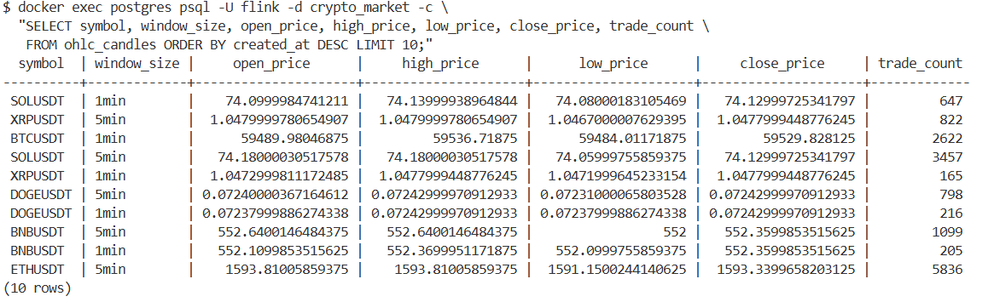 $ docker exec postgres psql -U flink -d crypto_market -c \
  "SELECT symbol, window_size, open_price, high_price, low_price, close_price, trade_count \
   FROM ohlc_candles ORDER BY created_at DESC LIMIT 10;"
  symbol  | window_size |     open_price      |     high_price      |      low_price      |     close_price     | trade_count
----------+-------------+---------------------+---------------------+---------------------+---------------------+-------------
 SOLUSDT  | 1min        |    74.0999984741211 |   74.13999938964844 |   74.08000183105469 |   74.12999725341797 |         647
 XRPUSDT  | 5min        |  1.0479999780654907 |  1.0479999780654907 |  1.0467000007629395 |  1.0477999448776245 |         822
 BTCUSDT  | 1min        |      59489.98046875 |         59536.71875 |      59484.01171875 |        59529.828125 |        2622
 SOLUSDT  | 5min        |   74.18000030517578 |   74.18000030517578 |      74.05999755859375 |   74.12999725341797 |        3457
 XRPUSDT  | 1min        |  1.0472999811172485 |  1.0477999448776245 |  1.0471999645233154 |  1.0477999448776245 |         165
 DOGEUSDT | 5min        | 0.07240000367164612 | 0.07242999970912933 | 0.07231000065803528 | 0.07242999970912933 |         798
 DOGEUSDT | 1min        | 0.07237999886274338 | 0.07242999970912933 | 0.07237999886274338 | 0.07242999970912933 |         216
 BNBUSDT  | 5min        |   552.6400146484375 |   552.6400146484375 |                 552 |   552.3599853515625 |        1099
 BNBUSDT  | 1min        |   552.1099853515625 |   552.3699951171875 |   552.0999755859375 |   552.3599853515625 |         205
 ETHUSDT  | 5min        |    1593.81005859375 |    1593.81005859375 |  1591.1500244140625 |  1593.3399658203125 |        5836
(10 rows)